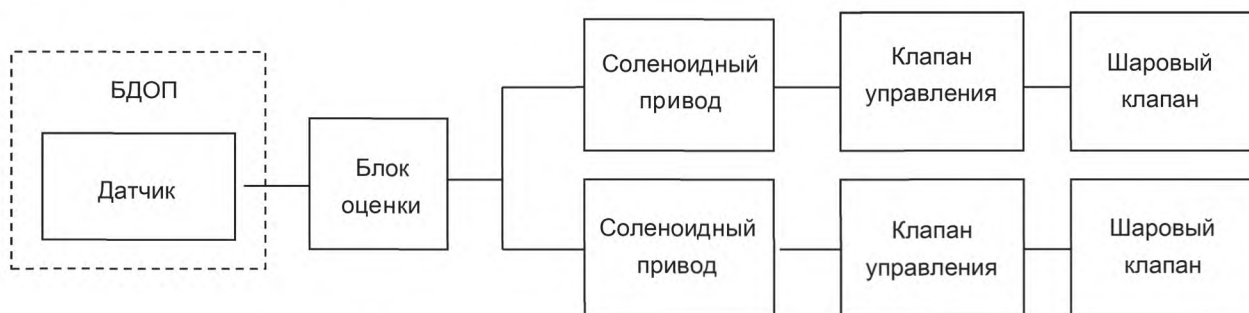 БДОП
Датчик
Блок
оценки
Соленоидный
привод
Клапан
управления
Шаровый
клапан
Соленоидный
привод
Клапан
управления
Шаровый
клапан